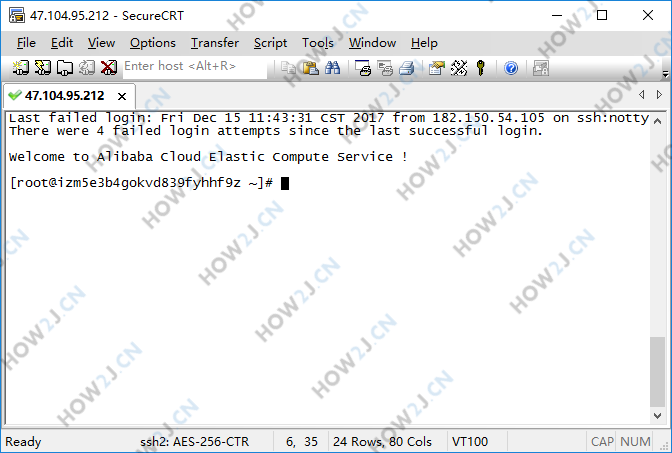 47.104.95.212 - SecureCRT
File Edit View Options Transfer Script Tools Window Help
Enter host <Alt+R>
47.104.95.212
Last failed login: Fri Dec 15 11:43:31 CST 2017 from 182.150.54.105 on ssh:notty
There were 4 failed login attempts since the last successful login.
Welcome to Alibaba Cloud Elastic Compute Service !
[root@izm5e3b4gokvd839fyhhf9z ~]#
Ready ssh2: AES-256-CTR 6, 35 24 Rows, 80 Cols VT100 CAP NUM
HOW2J.CN